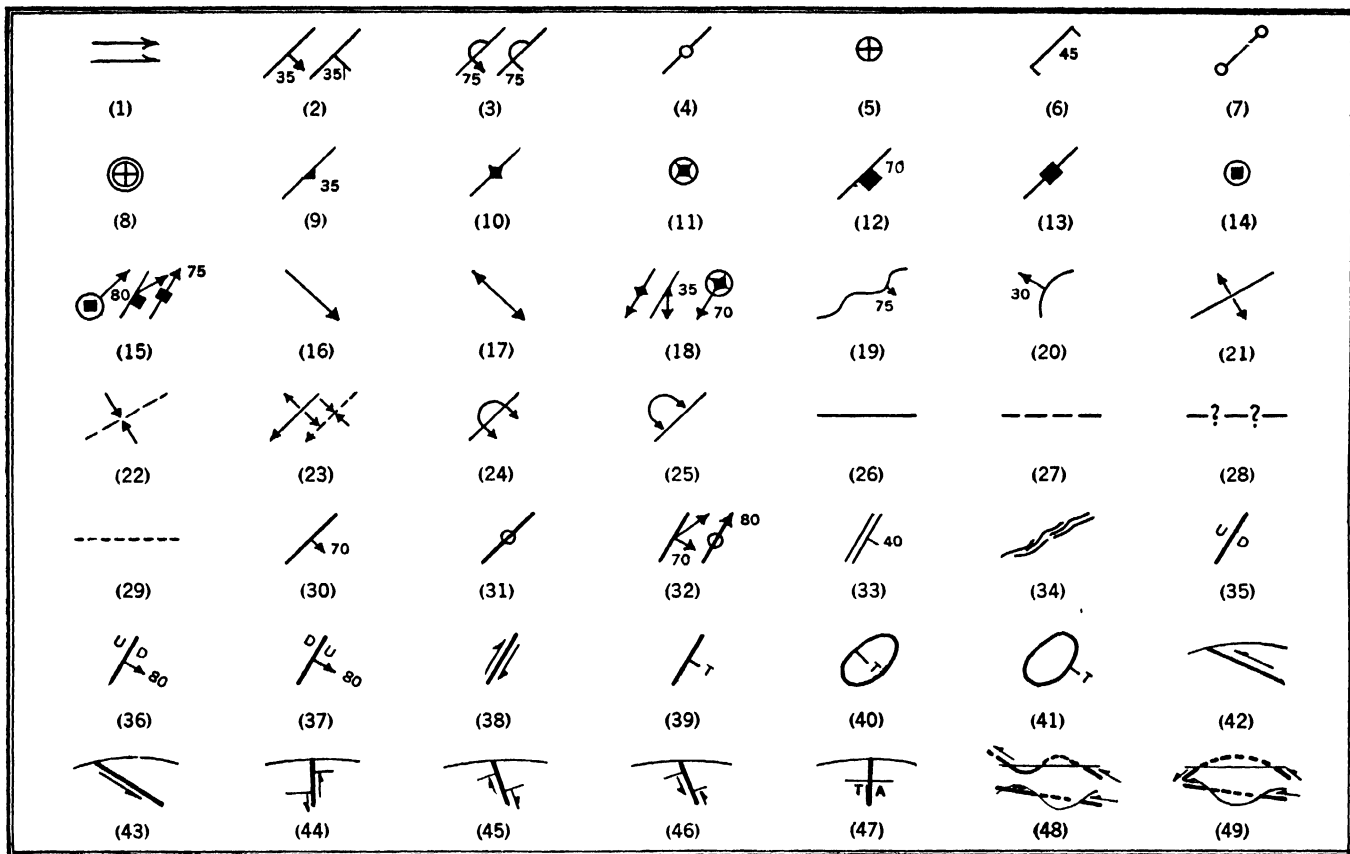 35 35 75 75 45
(1) (2) (3) (4) (5) (6) (7)
35 70
(8) (9) (10) (11) (12) (13) (14)
80 75 35 70 75 30
(15) (16) (17) (18) (19) (20) (21)
(22) (23) (24) (25) (26) (27) (28)
? ?
70 70 80 40 U D
(29) (30) (31) (32) (33) (34) (35)
U D 80 D U 80 T T T
(36) (37) (38) (39) (40) (41) (42)
T A
(43) (44) (45) (46) (47) (48) (49)